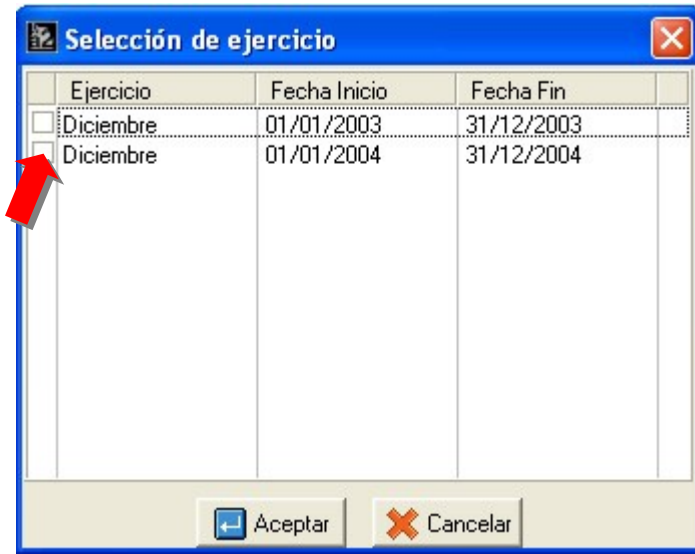 Selección de ejercicio
Ejercicio Fecha Inicio Fecha Fin
Diciembre 01/01/2003 31/12/2003
Diciembre 01/01/2004 31/12/2004
Aceptar Cancelar